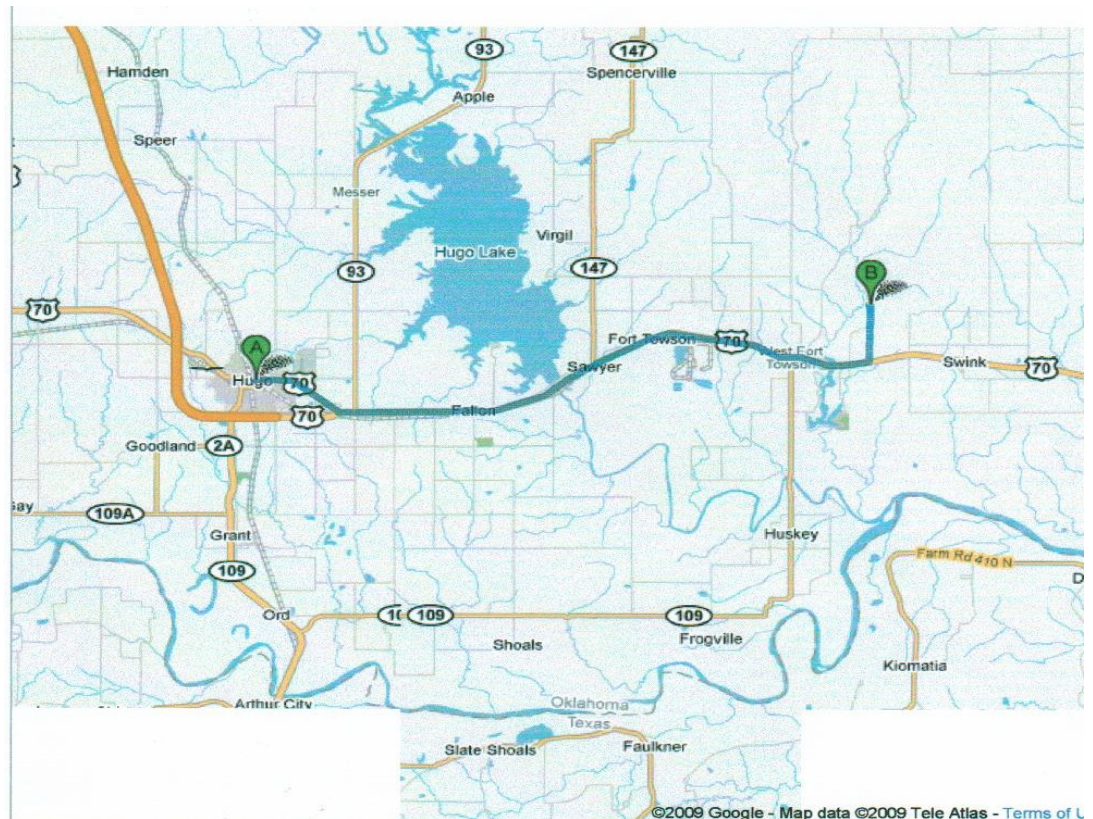 93
147
Hamden
Spencerville
Apple
Speer
Messer
Virgil
Hugo Lake
93
147
B
70
Fort Towson
70
A
West Fort
Towson
Swink
70
Hugo
70
Sawyer
70
Fallon
Goodland
2A
109A
Grant
Huskey
Farm Rd 410 N
109
Ord
10
109
109
Shoals
Frogville
Kiomatia
Arthur City
Oklahoma
Texas
Slate Shoals
Faulkner
©2009 Google - Map data ©2009 Tele Atlas - Terms of U